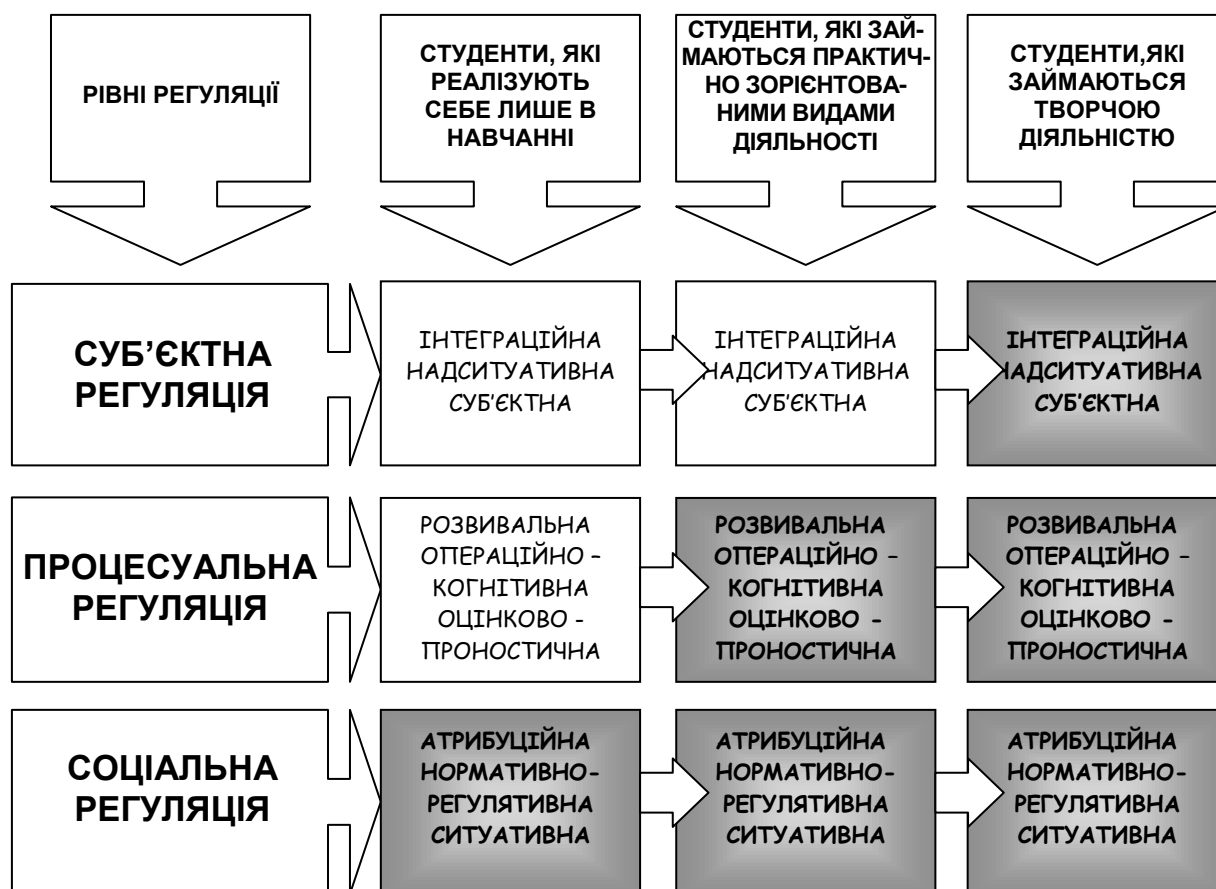 РІВНІ РЕГУЛЯЦІЇ
СТУДЕНТИ, ЯКІ
РЕАЛІЗУЮТЬ
СЕБЕ ЛИШЕ В
НАВЧАННІ
СТУДЕНТИ, ЯКІ ЗАЙ-
МАЮТЬСЯ ПРАКТИЧ-
НО ЗОРІЄНТОВА-
НИМИ ВИДАМИ
ДІЯЛЬНОСТІ
СТУДЕНТИ,ЯКІ
ЗАЙМАЮТЬСЯ
ТВОРЧОЮ
ДІЯЛЬНІСТЮ
СУБ’ЄКТНА
РЕГУЛЯЦІЯ
ІНТЕГРАЦІЙНА
НАДСИТУАТИВНА
СУБ’ЄКТНА
ІНТЕГРАЦІЙНА
НАДСИТУАТИВНА
СУБ’ЄКТНА
ІНТЕГРАЦІЙНА
НАДСИТУАТИВНА
СУБ’ЄКТНА
ПРОЦЕСУАЛЬНА
РЕГУЛЯЦІЯ
РОЗВИВАЛЬНА
ОПЕРАЦІЙНО –
КОГНІТИВНА
ОЦІНКОВО -
ПРОНОСТИЧНА
РОЗВИВАЛЬНА
ОПЕРАЦІЙНО –
КОГНІТИВНА
ОЦІНКОВО -
ПРОНОСТИЧНА
РОЗВИВАЛЬНА
ОПЕРАЦІЙНО –
КОГНІТИВНА
ОЦІНКОВО -
ПРОНОСТИЧНА
СОЦІАЛЬНА
РЕГУЛЯЦІЯ
АТРИБУЦІЙНА
НОРМАТИВНО-
РЕГУЛЯТИВНА
СИТУАТИВНА
АТРИБУЦІЙНА
НОРМАТИВНО-
РЕГУЛЯТИВНА
СИТУАТИВНА
АТРИБУЦІЙНА
НОРМАТИВНО-
РЕГУЛЯТИВНА
СИТУАТИВНА